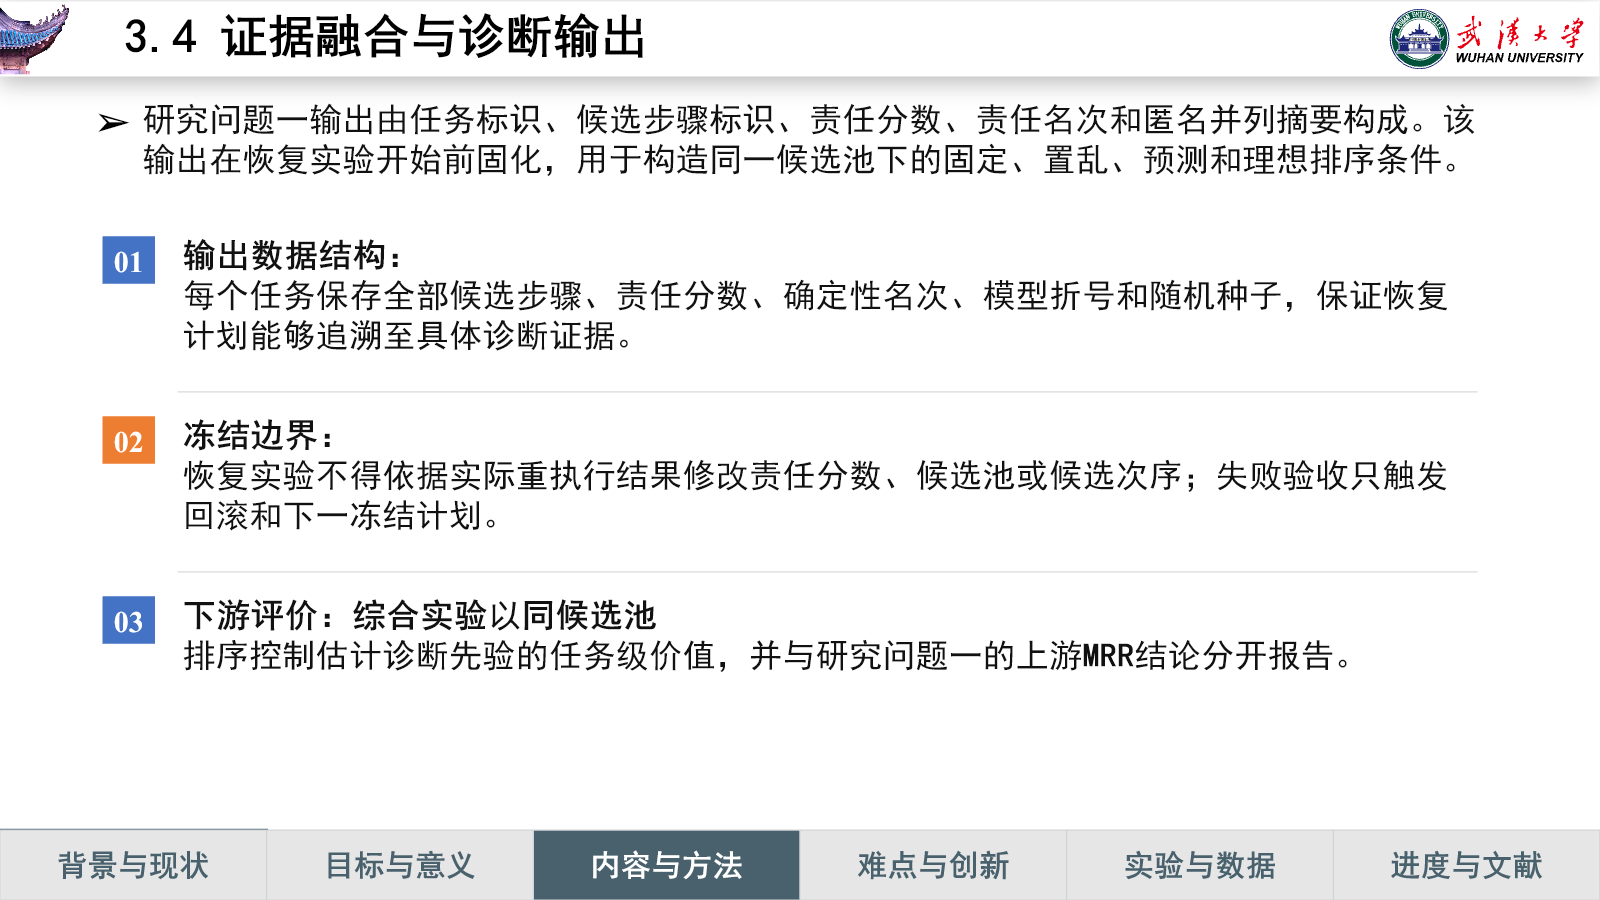 3.4 证据融合与诊断输出
武汉大学
WUHAN UNIVERSITY
➢ 研究问题一输出由任务标识、候选步骤标识、责任分数、责任名次和匿名并列摘要构成。该
输出在恢复实验开始前固化，用于构造同一候选池下的固定、置乱、预测和理想排序条件。
01
输出数据结构：
每个任务保存全部候选步骤、责任分数、确定性名次、模型折号和随机种子，保证恢复
计划能够追溯至具体诊断证据。
02
冻结边界：
恢复实验不得依据实际重执行结果修改责任分数、候选池或候选次序；失败验收只触发
回滚和下一冻结计划。
03
下游评价：综合实验以同候选池
排序控制估计诊断先验的任务级价值，并与研究问题一的上游MRR结论分开报告。
背景与现状
目标与意义
内容与方法
难点与创新
实验与数据
进度与文献